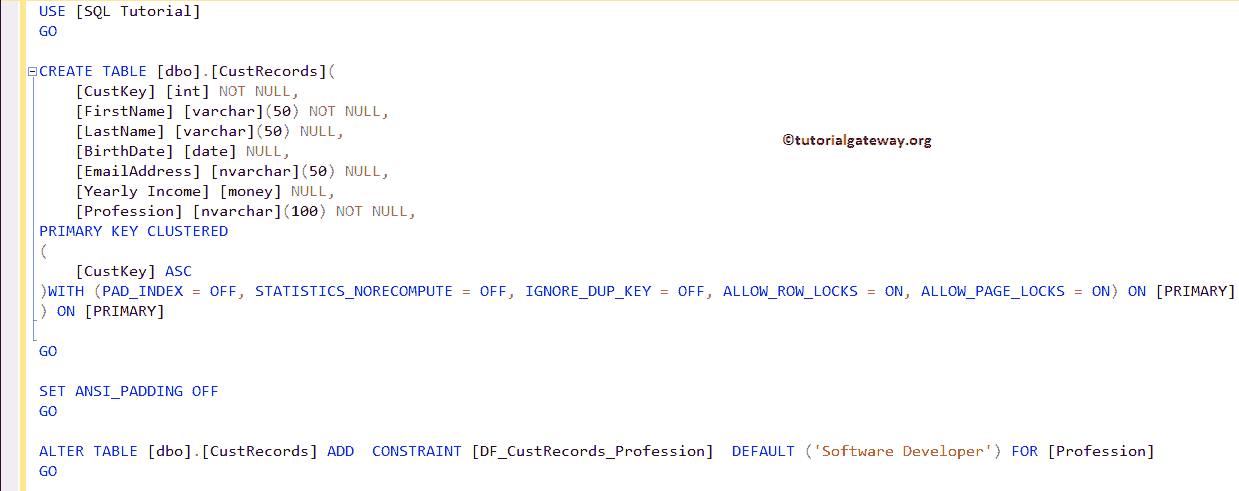 USE [SQL Tutorial]
GO
CREATE TABLE [dbo].[CustRecords](
[CustKey] [int] NOT NULL,
[FirstName] [varchar](50) NOT NULL,
[LastName] [varchar](50) NULL,
©tutorialgateway.org
[BirthDate] [date] NULL,
[EmailAddress] [nvarchar](50) NULL,
[Yearly Income] [money] NULL,
[Profession] [nvarchar](100) NOT NULL,
PRIMARY KEY CLUSTERED
(
[CustKey] ASC
)WITH (PAD_INDEX = OFF, STATISTICS_NORECOMPUTE = OFF, IGNORE_DUP_KEY = OFF, ALLOW_ROW_LOCKS = ON, ALLOW_PAGE_LOCKS = ON) ON [PRIMARY]
) ON [PRIMARY]
GO
SET ANSI_PADDING OFF
GO
ALTER TABLE [dbo].[CustRecords] ADD  CONSTRAINT [DF_CustRecords_Profession]  DEFAULT ('Software Developer') FOR [Profession]
GO